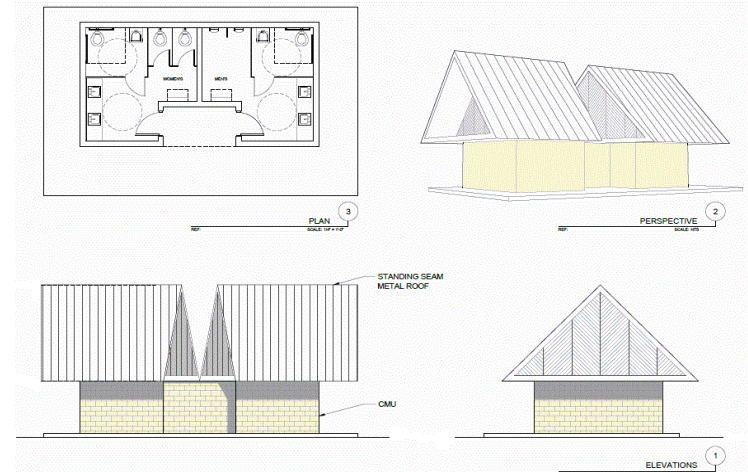 WOMEN'S
MEN'S
PLAN
3
REF:
SCALE: 1/4" = 1'-0"
PERSPECTIVE
2
REF:
SCALE: NTS
STANDING SEAM
METAL ROOF
CMU
ELEVATIONS
1